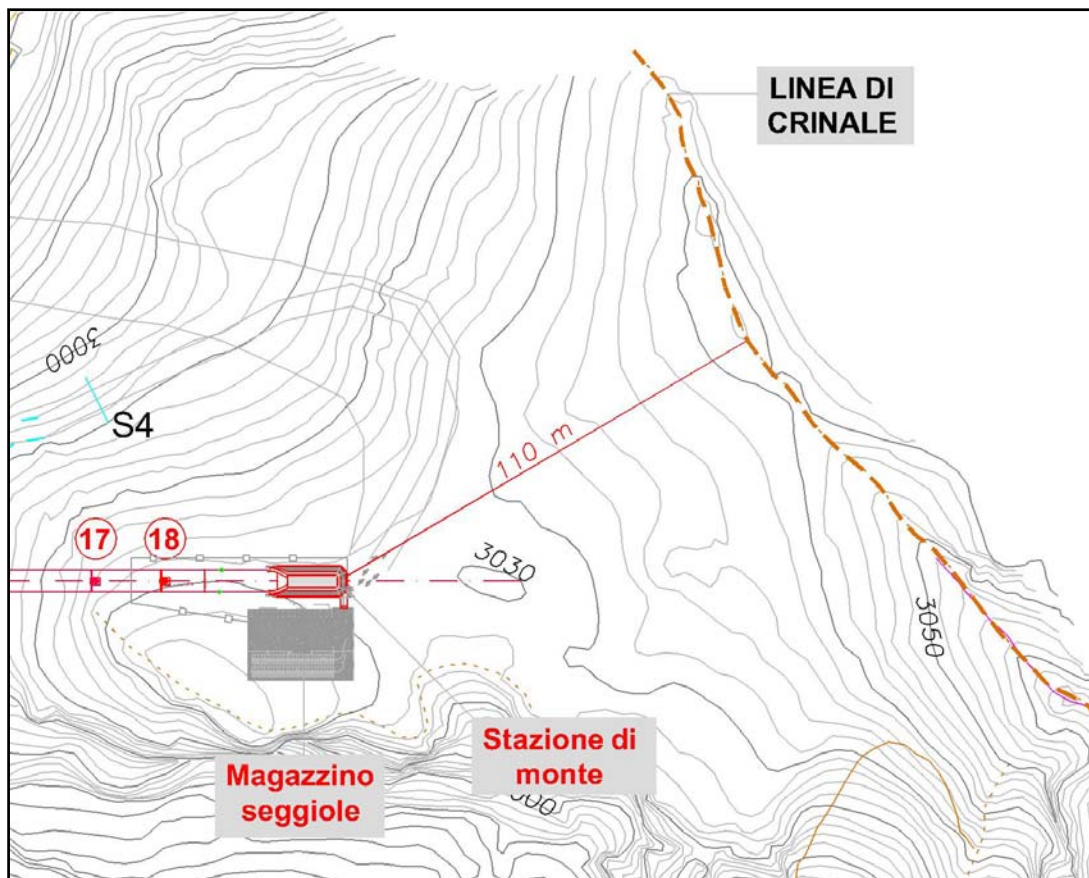 LINEA DI
CRINALE
3000
S4
110 m
17
18
3030
3050
Stazione di
monte
Magazzino
seggiole